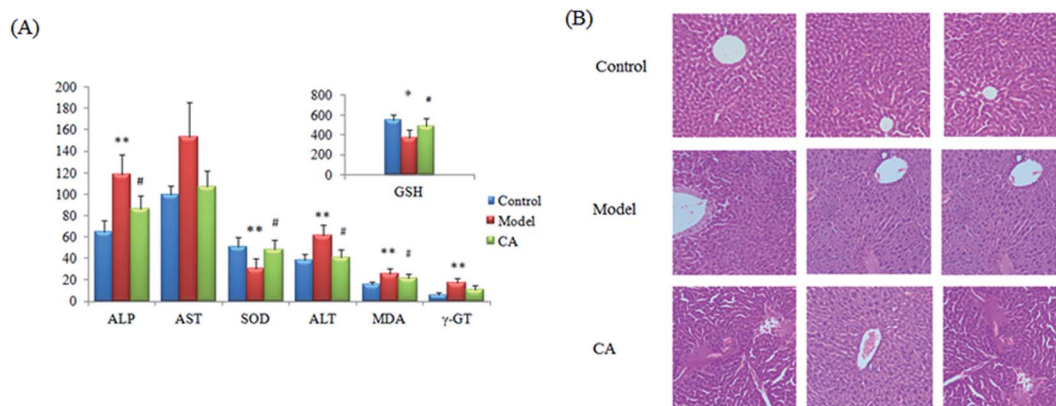 (A)
200
180
160
140
120
100
80
60
40
20
0
**
#
** #
**
#
**
#
**
ALP AST SOD ALT MDA γ-GT
800
600
400
200
0
* #
GSH
Control
Model
CA
(B)
Control
Model
CA